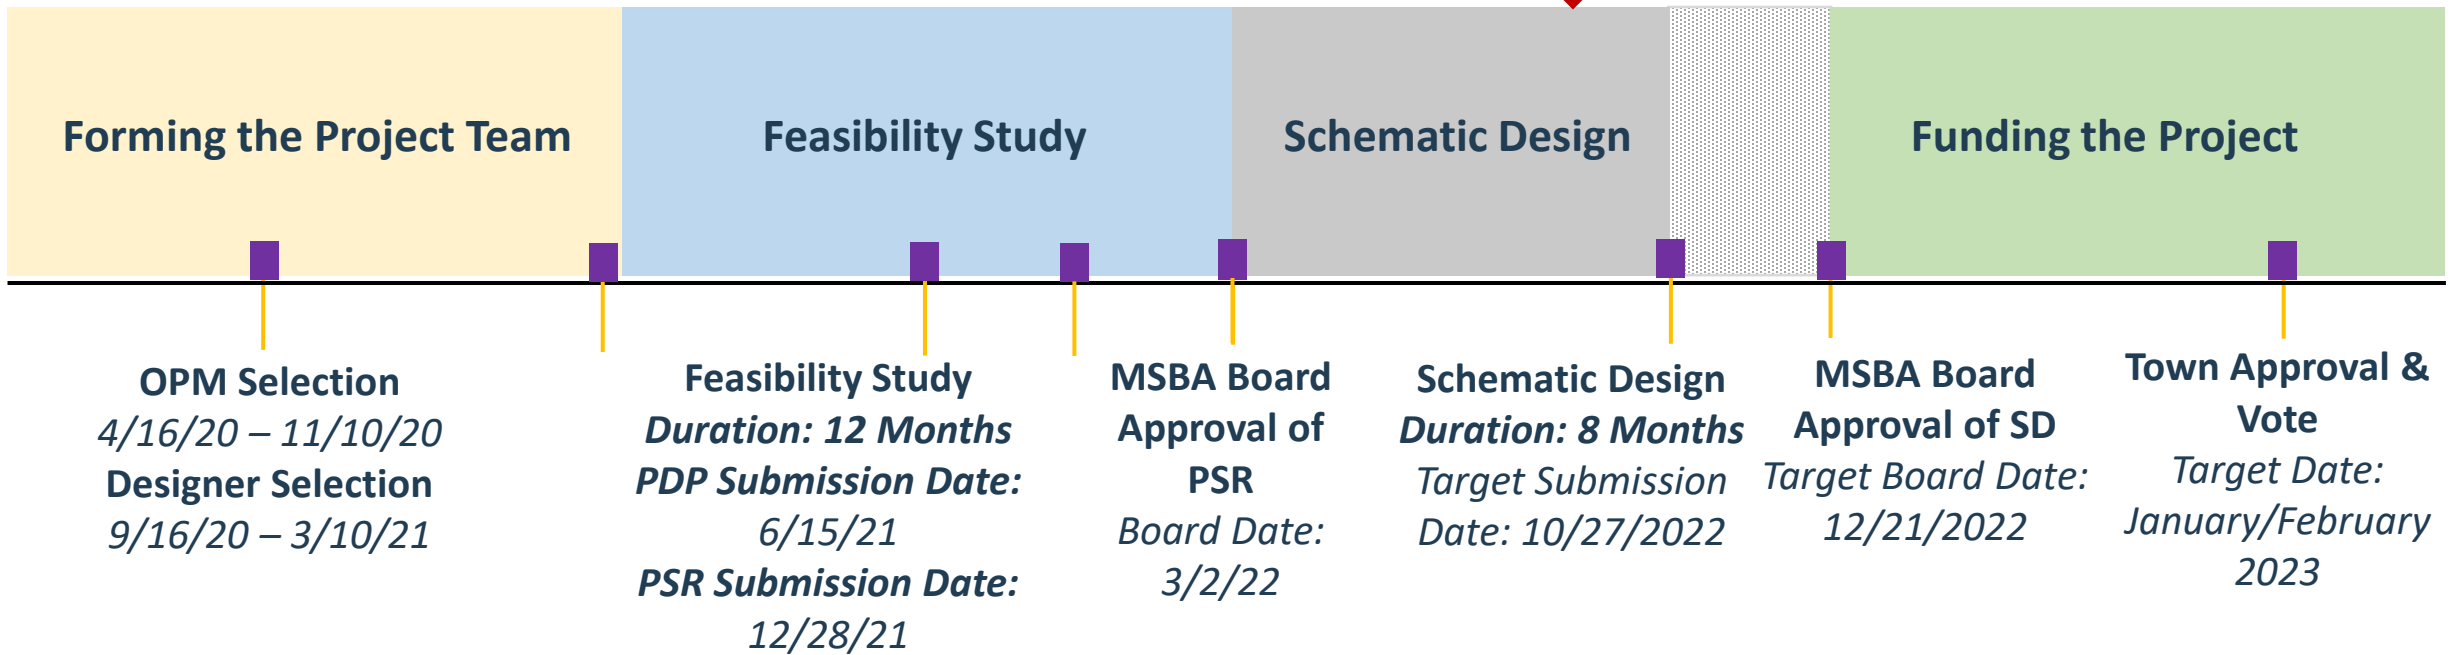 Forming the Project Team
Feasibility Study
Schematic Design
Funding the Project
OPM Selection
4/16/20 – 11/10/20
Designer Selection
9/16/20 – 3/10/21
Feasibility Study
Duration: 12 Months
PDP Submission Date:
6/15/21
PSR Submission Date:
12/28/21
MSBA Board
Approval of
PSR
Board Date:
3/2/22
Schematic Design
Duration: 8 Months
Target Submission
Date: 10/27/2022
MSBA Board
Approval of SD
Target Board Date:
12/21/2022
Town Approval &
Vote
Target Date:
January/February
2023